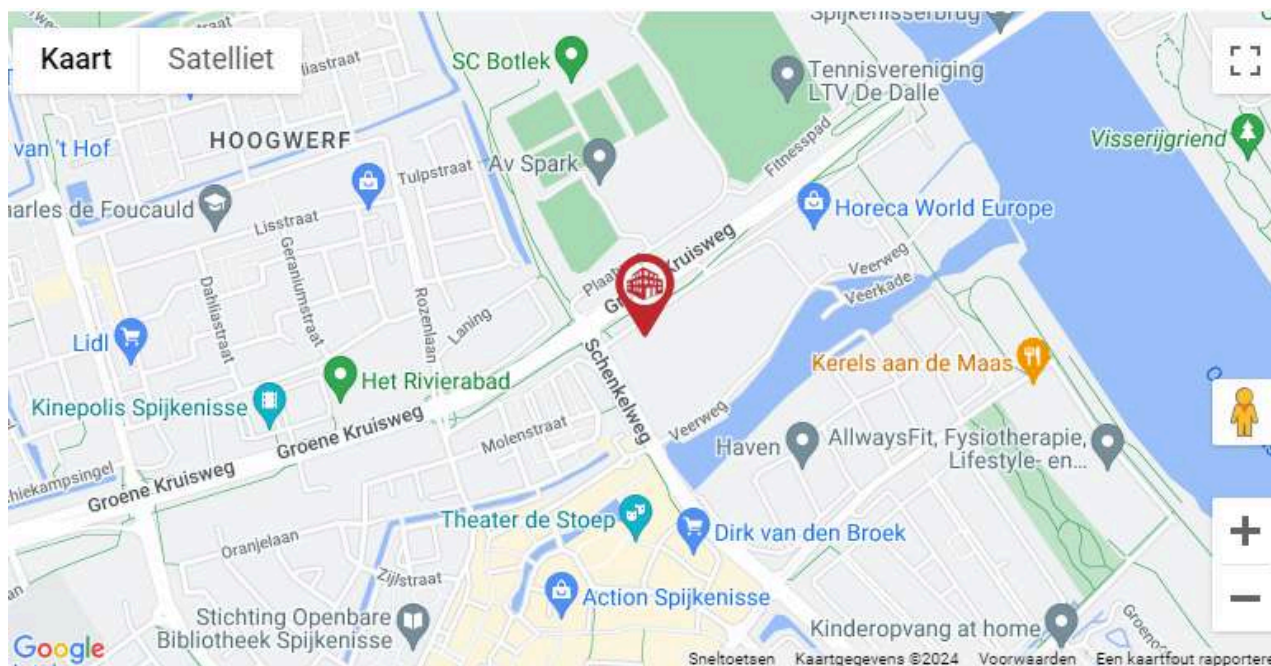 Spijkenisserbrug
Kaart
Satelliet
SC Botlek
Tennisvereniging
LTV De Dalle
Visserijgriend
HOOGWERF
van 't Hof
Tulpstraat
Av Spark
Fitnesspad
arles de Foucauld
Lisstraat
Horeca World Europe
Geraniumstraat
Kruisweg
Veerweg
Veerkade
Dahliastraat
Rozenlaan
Laning
Lidl
Schenkelweg
Kerels aan de Maas
Het Rivierabad
Kinepolis Spijkenisse
Groene Kruisweg
Molenstraat
Veerweg
Haven
AllwaysFit, Fysiotherapie,
Lifestyle- en...
hiekampsingel
Groene Kruisweg
Theater de Stoep
Dirk van den Broek
Oranjelaan
Zijlstraat
Action Spijkenisse
Stichting Openbare
Bibliotheek Spijkenisse
Kinderopvang at home
Google
Sneltoetsen Kaartgegevens ©2024 Voorwaarden Een kaartfout rapportere